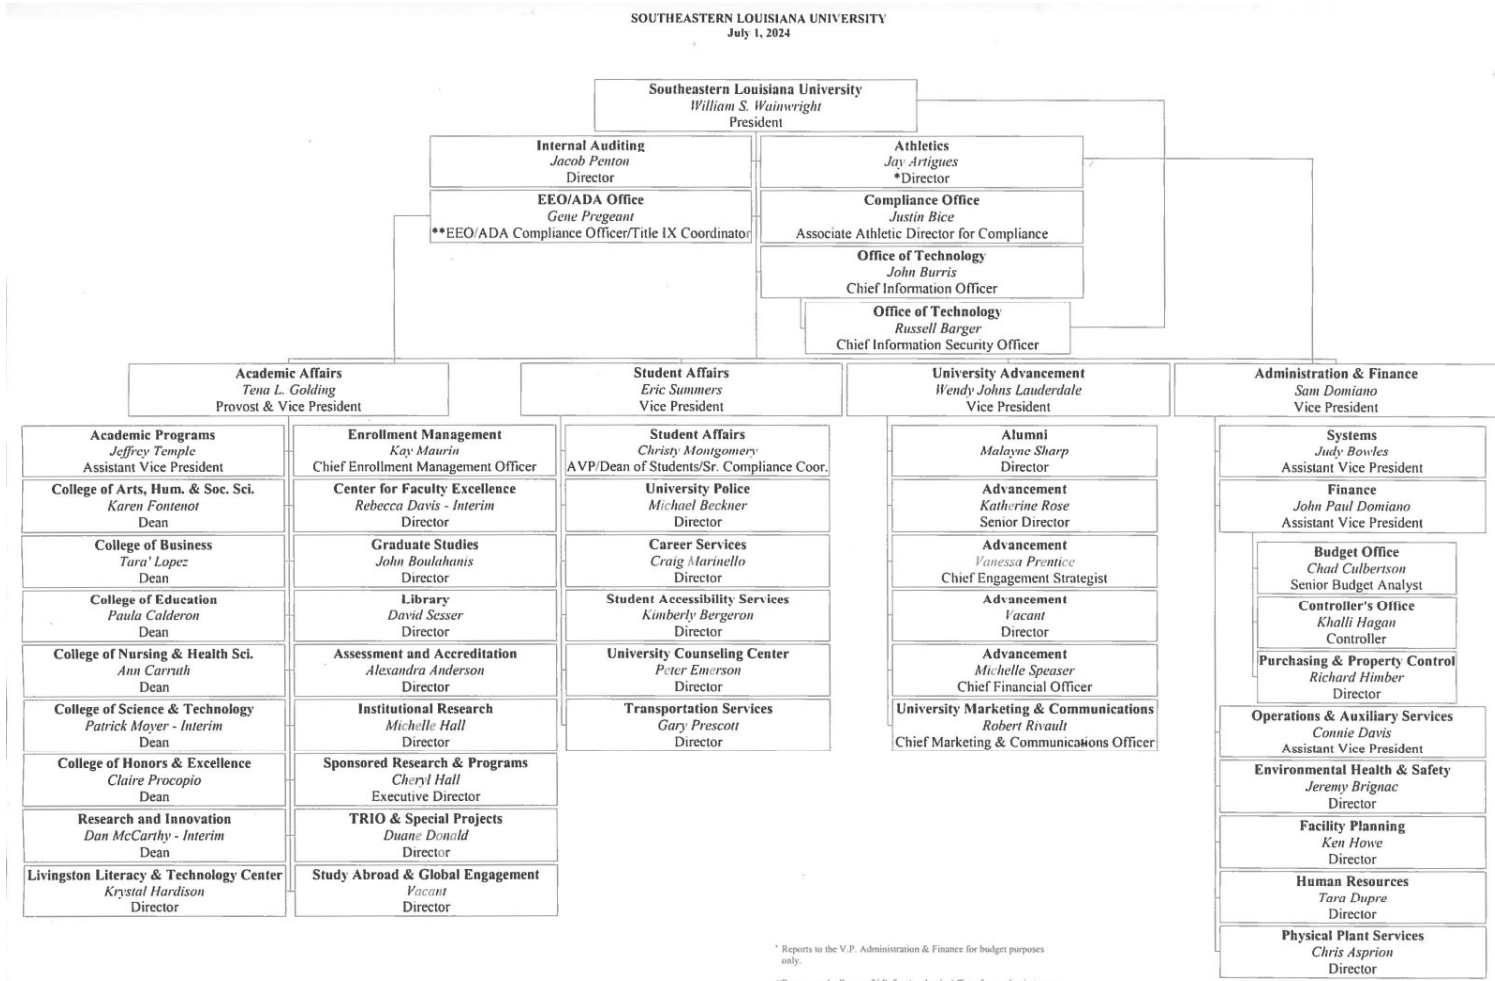 SOUTHEASTERN LOUISIANA UNIVERSITY
July 1, 2024
Southeastern Louisiana University
William S. Wainwright
President
Internal Auditing
Jacob Penton
Director
Athletics
Jay Artigues
*Director
EEO/ADA Office
Gene Pregeant
**EEO/ADA Compliance Officer/Title IX Coordinator
Compliance Office
Justin Bice
Associate Athletic Director for Compliance
Office of Technology
John Burris
Chief Information Officer
Office of Technology
Russell Barger
Chief Information Security Officer
Academic Affairs
Tena L. Golding
Provost & Vice President
Student Affairs
Eric Summers
Vice President
University Advancement
Wendy Johns Lauderdale
Vice President
Administration & Finance
Sam Domiano
Vice President
Academic Programs
Jeffrey Temple
Assistant Vice President
College of Arts, Hum. & Soc. Sci.
Karen Fontenot
Dean
College of Business
Tara' Lopez
Dean
College of Education
Paula Calderon
Dean
College of Nursing & Health Sci.
Ann Carruth
Dean
College of Science & Technology
Patrick Moyer - Interim
Dean
College of Honors & Excellence
Claire Procopio
Dean
Research and Innovation
Dan McCarthy - Interim
Dean
Livingston Literacy & Technology Center
Krystal Hardison
Director
Enrollment Management
Kay Maurin
Chief Enrollment Management Officer
Center for Faculty Excellence
Rebecca Davis - Interim
Director
Graduate Studies
John Boulahanis
Director
Library
David Sesser
Director
Assessment and Accreditation
Alexandra Anderson
Director
Institutional Research
Michelle Hall
Director
Sponsored Research & Programs
Cheryl Hall
Executive Director
TRIO & Special Projects
Duane Donald
Director
Study Abroad & Global Engagement
Vacant
Director
Student Affairs
Christy Montgomery
AVP/Dean of Students/Sr. Compliance Coor.
University Police
Michael Beckner
Director
Career Services
Craig Marinello
Director
Student Accessibility Services
Kimberly Bergeron
Director
University Counseling Center
Peter Emerson
Director
Transportation Services
Gary Prescott
Director
Alumni
Malayne Sharp
Director
Advancement
Katherine Rose
Senior Director
Advancement
Vanessa Prentice
Chief Engagement Strategist
Advancement
Vacant
Director
Advancement
Michelle Speaser
Chief Financial Officer
University Marketing & Communications
Robert Rivault
Chief Marketing & Communications Officer
Systems
Judy Bowles
Assistant Vice President
Finance
John Paul Domiano
Assistant Vice President
Budget Office
Chad Culbertson
Senior Budget Analyst
Controller's Office
Khalli Hagan
Controller
Purchasing & Property Control
Richard Himber
Director
Operations & Auxiliary Services
Connie Davis
Assistant Vice President
Environmental Health & Safety
Jeremy Brignac
Director
Facility Planning
Ken Howe
Director
Human Resources
Tara Dupre
Director
Physical Plant Services
Chris Asprion
Director
* Reports to the V.P. Administration & Finance for budget purposes
only.